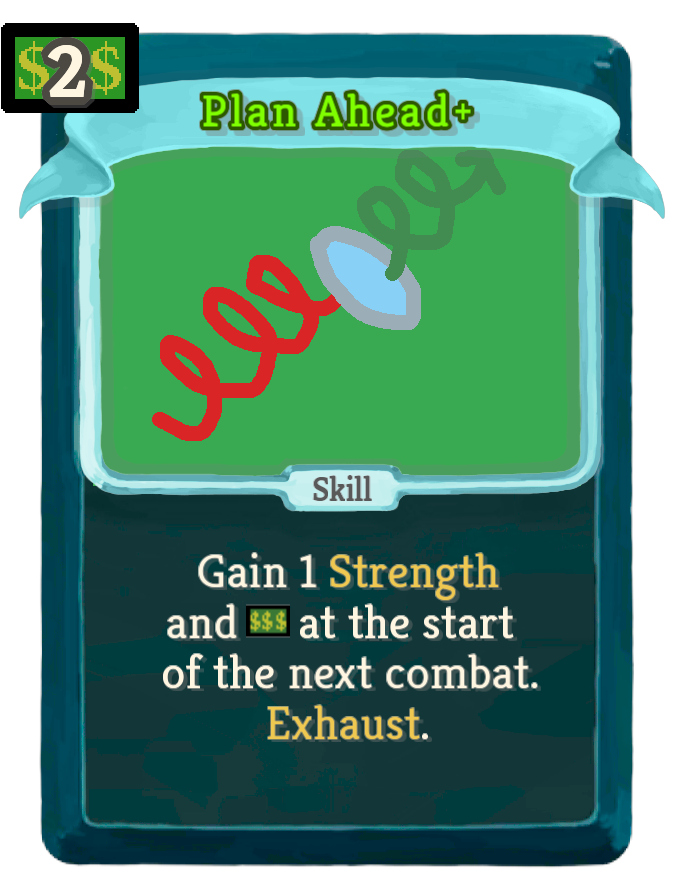 $2$
Plan Ahead+
Skill
Gain 1 Strength
and $$$ at the start
of the next combat.
Exhaust.